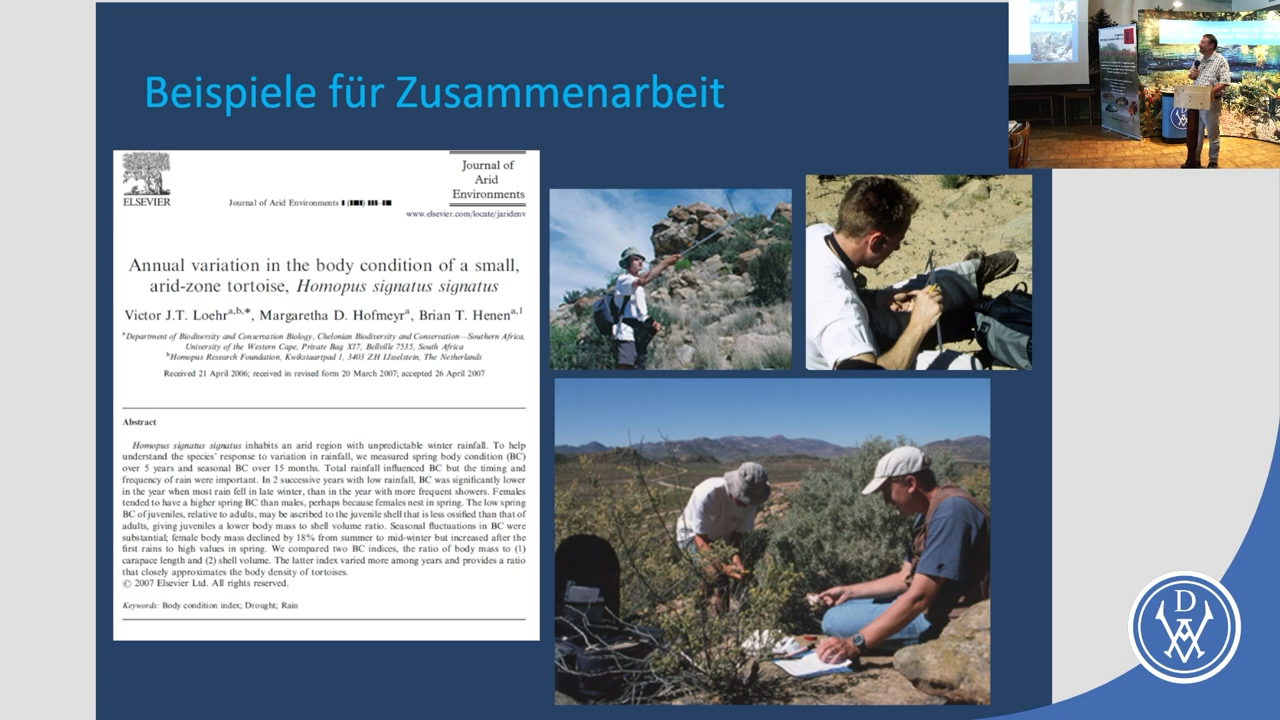 Beispiele für Zusammenarbeit
ELSEVIER
Journal of
Arid
Environments
Journal of Arid Environments
www.elsevier.com/locate/jaridenv
Annual variation in the body condition of a small,
arid-zone tortoise, Homopus signatus signatus
Victor J.T. Loehra,b,*, Margaretha D. Hofmeyra, Brian T. Henena,1
aDepartment of Biodiversity and Conservation Biology, Chelonian Biodiversity and Conservation—Southern Africa,
University of the Western Cape, Private Bag X17, Bellville 7535, South Africa
bHomopus Research Foundation, Kwikstaartpad 1, 3403 ZH IJsselstein, The Netherlands
Received 21 April 2006; received in revised form 20 March 2007; accepted 26 April 2007
Abstract
Homopus signatus signatus inhabits an arid region with unpredictable winter rainfall. To help
understand the species' response to variation in rainfall, we measured spring body condition (BC)
over 5 years and seasonal BC over 15 months. Total rainfall influenced BC but the timing and
frequency of rain were important. In 2 successive years with low rainfall, BC was significantly lower
in the year when most rain fell in late winter, than in the year with more frequent showers. Females
tended to have a higher spring BC than males, perhaps because females nest in spring. The low spring
BC of juveniles, relative to adults, may be ascribed to the juvenile shell that is less ossified than that of
adults, giving juveniles a lower body mass to shell volume ratio. Seasonal fluctuations in BC were
substantial; female body mass declined by 18% from summer to mid-winter but increased after the
first rains to high values in spring. We compared two BC indices, the ratio of body mass to (1)
carapace length and (2) shell volume. The latter index varied more among years and provides a ratio
that closely approximates the body density of tortoises.
© 2007 Elsevier Ltd. All rights reserved.
Keywords: Body condition index; Drought; Rain